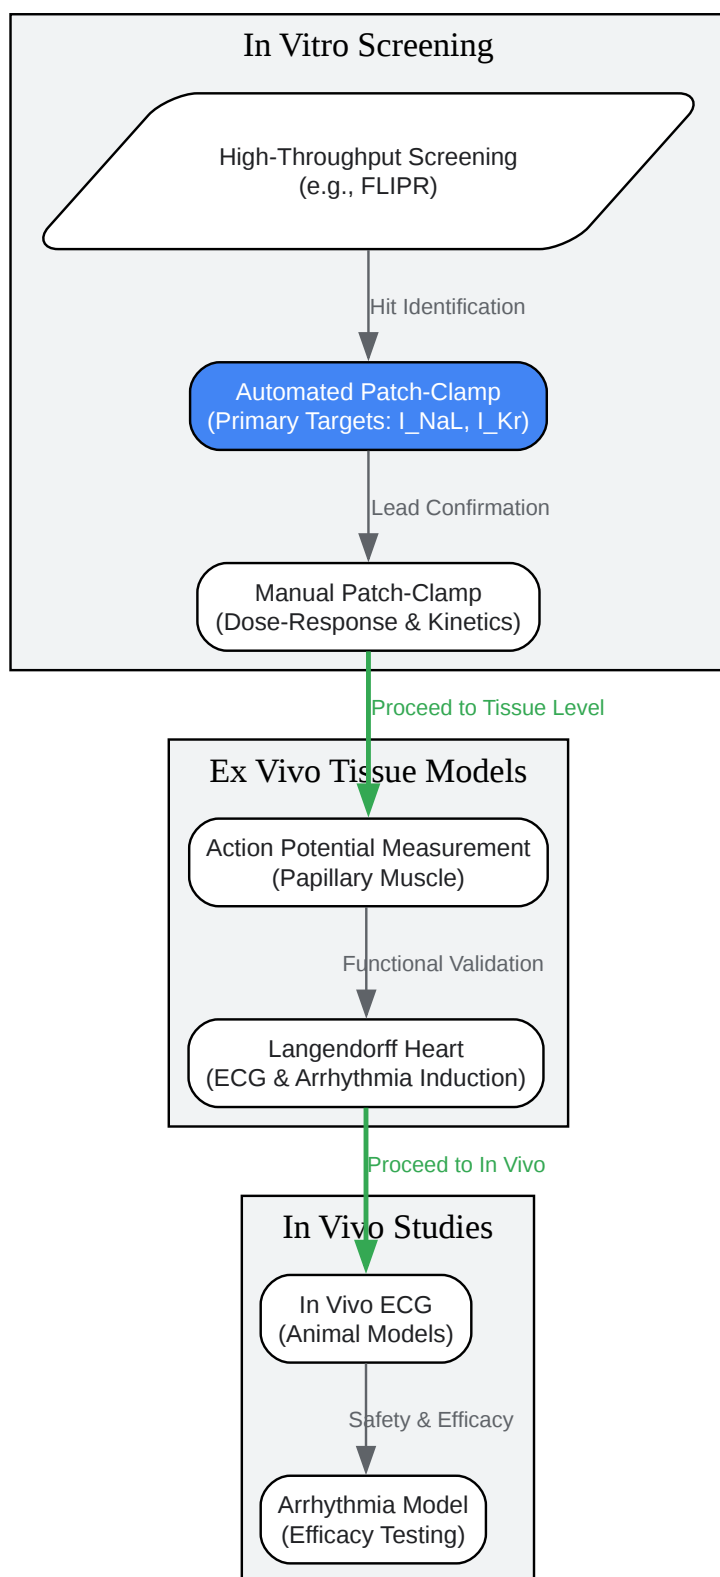 In Vitro Screening
High-Throughput Screening
(e.g., FLIPR)
Hit Identification
Automated Patch-Clamp
(Primary Targets: I_NaL, I_Kr)
Lead Confirmation
Manual Patch-Clamp
(Dose-Response & Kinetics)
Proceed to Tissue Level
Ex Vivo Tissue Models
Action Potential Measurement
(Papillary Muscle)
Functional Validation
Langendorff Heart
(ECG & Arrhythmia Induction)
Proceed to In Vivo
In Vivo Studies
In Vivo ECG
(Animal Models)
Safety & Efficacy
Arrhythmia Model
(Efficacy Testing)